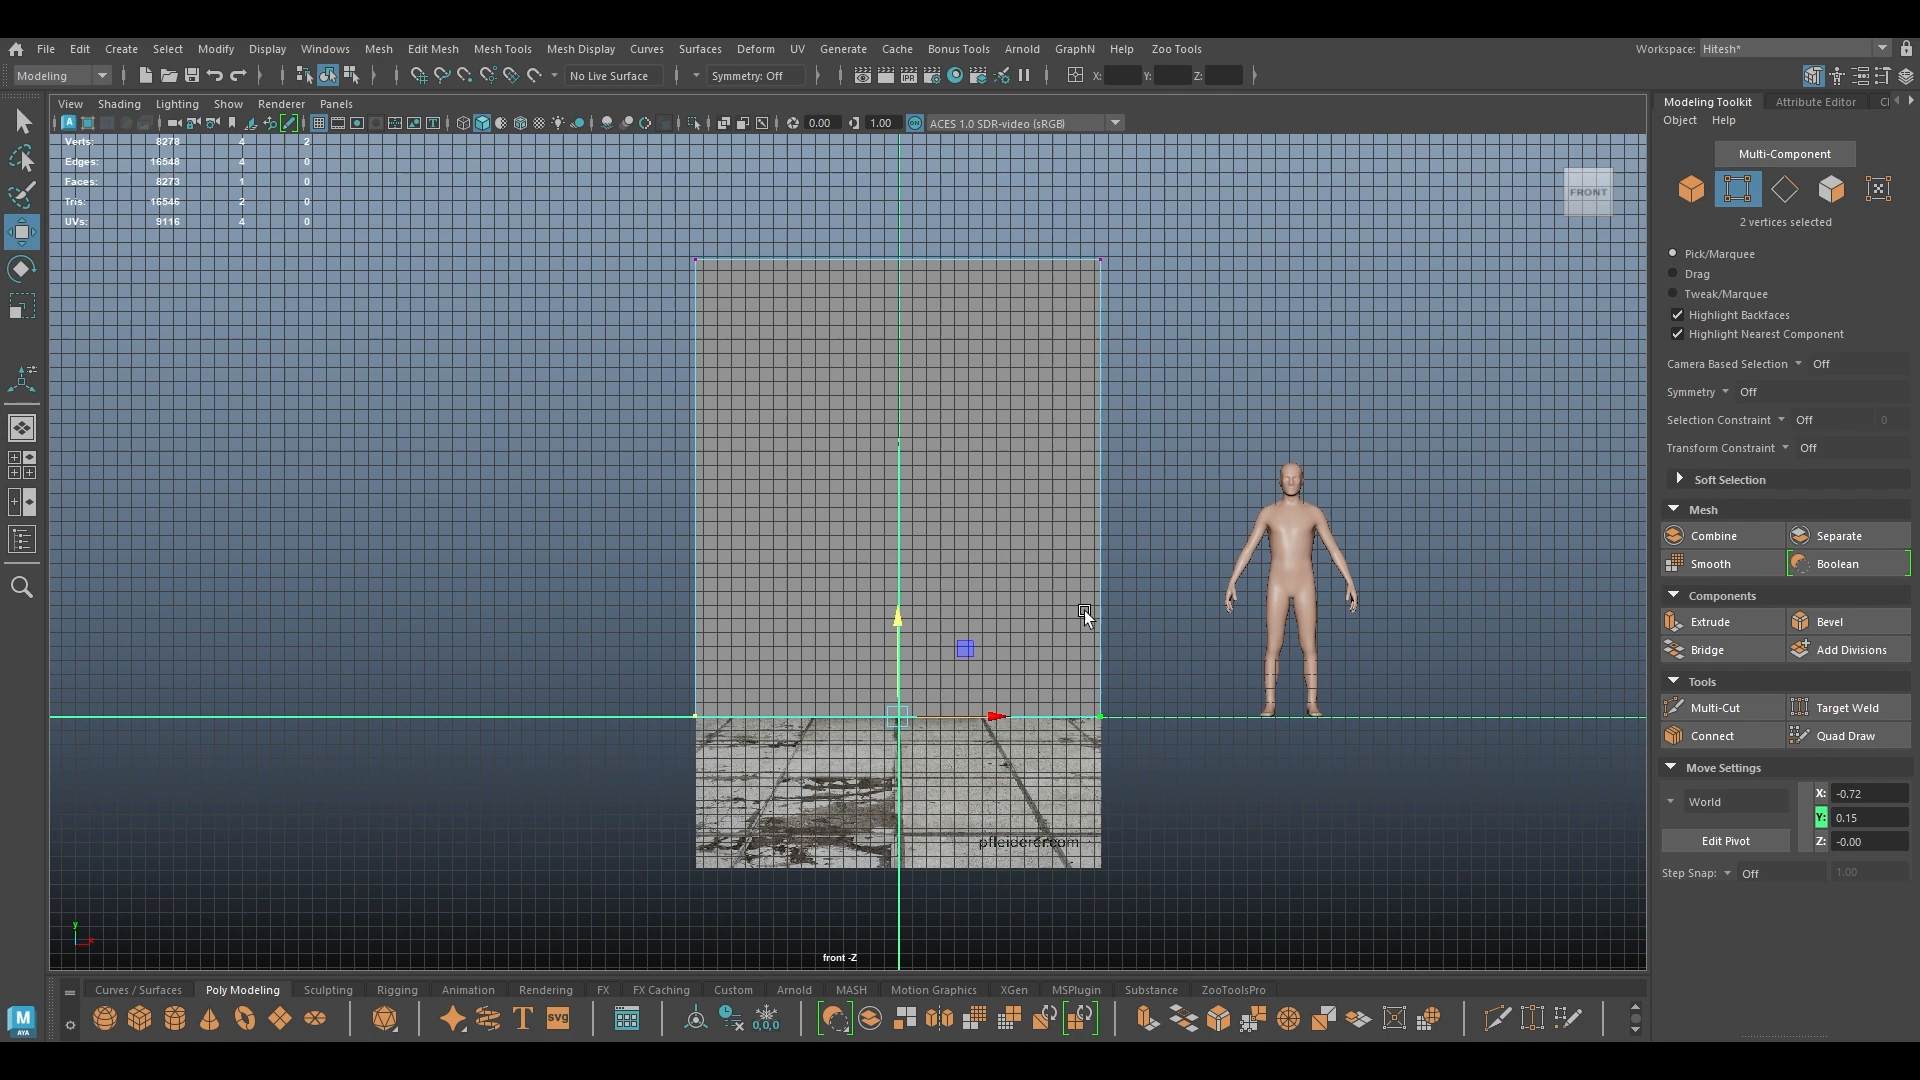 File Edit Create Select Modify Display Windows Mesh Edit Mesh Mesh Tools Mesh Display Curves Surfaces Deform UV Generate Cache Bonus Tools Arnold GraphN Help Zoo Tools Workspace: Hitesh*
Modeling No Live Surface Symmetry: Off IPR X: Y: Z:
View Shading Lighting Show Renderer Panels
0.00 1.00 ON ACES 1.0 SDR-video (sRGB)
Verts: 8278 4 2
Edges: 16548 4 0
Faces: 8273 1 0
Tris: 16546 2 0
UVs: 9116 4 0
FRONT
pfleiderer.com
y
x
front -Z
Modeling Toolkit Attribute Editor
Object Help
Multi-Component
2 vertices selected
Pick/Marquee
Drag
Tweak/Marquee
Highlight Backfaces
Highlight Nearest Component
Camera Based Selection Off
Symmetry Off
Selection Constraint Off 0
Transform Constraint Off
Soft Selection
Mesh
Combine Separate
Smooth Boolean
Components
Extrude Bevel
Bridge Add Divisions
Tools
Multi-Cut Target Weld
Connect Quad Draw
Move Settings
World
X: -0.72
Y: 0.15
Edit Pivot
Z: -0.00
Step Snap: Off 1.00
Curves / Surfaces Poly Modeling Sculpting Rigging Animation Rendering FX FX Caching Custom Arnold MASH Motion Graphics XGen MSPlugin Substance ZooToolsPro
M
AYA
T svg 0,0,0